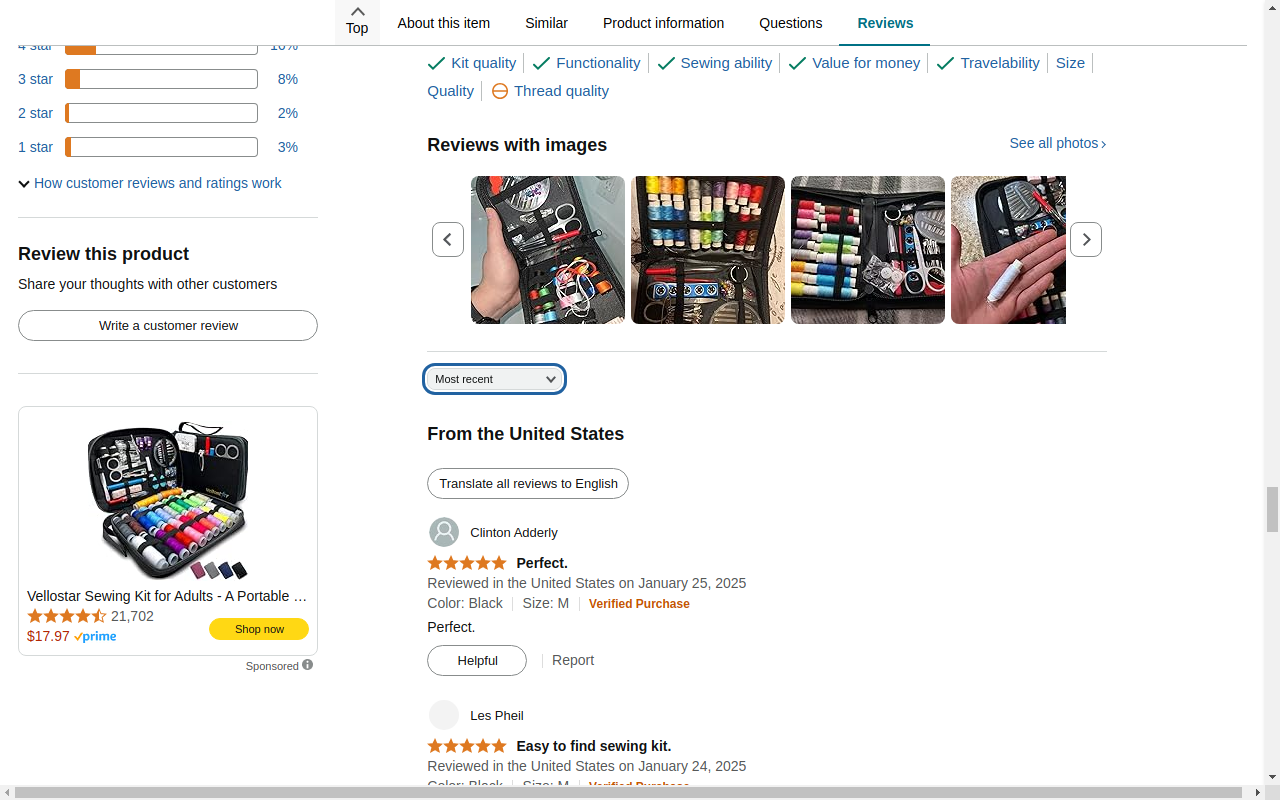 Top
About this item
Similar
Product information
Questions
Reviews
4 star
3 star
8%
2 star
2%
1 star
3%
How customer reviews and ratings work
Review this product
Share your thoughts with other customers
Write a customer review
Vellostar Sewing Kit for Adults - A Portable …
21,702
$17.97 prime
Shop now
Sponsored
Kit quality
Functionality
Sewing ability
Value for money
Travelability
Size
Quality
Thread quality
Reviews with images
See all photos
Most recent
From the United States
Translate all reviews to English
Clinton Adderly
Perfect.
Reviewed in the United States on January 25, 2025
Color: Black
Size: M
Verified Purchase
Perfect.
Helpful
Report
Les Pheil
Easy to find sewing kit.
Reviewed in the United States on January 24, 2025
Color: Black
Size: M
Verified Purchase